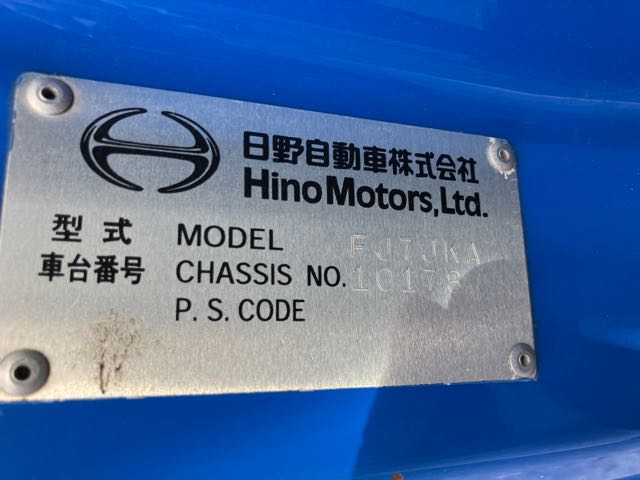 日野自動車株式会社
Hino Motors, Ltd.
型式 MODEL FJ7JKA
車台番号 CHASSIS NO. 10178
P. S. CODE